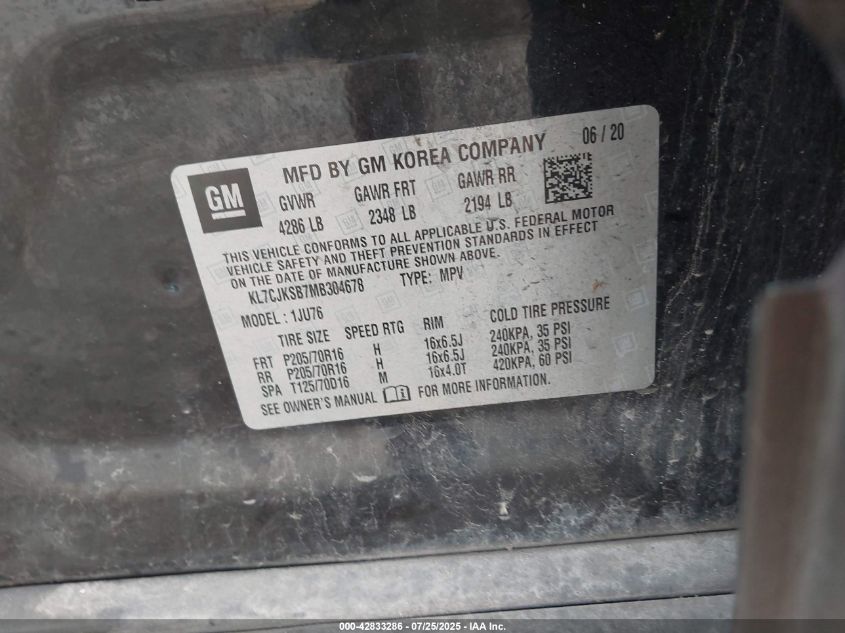 GM
MFD BY GM KOREA COMPANY 06 / 20
GVWR GAWR FRT GAWR RR
4286 LB 2348 LB 2194 LB
THIS VEHICLE CONFORMS TO ALL APPLICABLE U.S. FEDERAL MOTOR
VEHICLE SAFETY AND THEFT PREVENTION STANDARDS IN EFFECT
ON THE DATE OF MANUFACTURE SHOWN ABOVE.
KL7CJKSB7MB304678 TYPE: MPV
MODEL : 1JU76
TIRE SIZE SPEED RTG RIM COLD TIRE PRESSURE
FRT P205/70R16 H 16x6.5J 240KPA, 35 PSI
RR P205/70R16 H 16x6.5J 240KPA, 35 PSI
SPA T125/70D16 M 16x4.0T 420KPA, 60 PSI
SEE OWNER'S MANUAL FOR MORE INFORMATION.
000-42833286 - 07/25/2025 - IAA Inc.